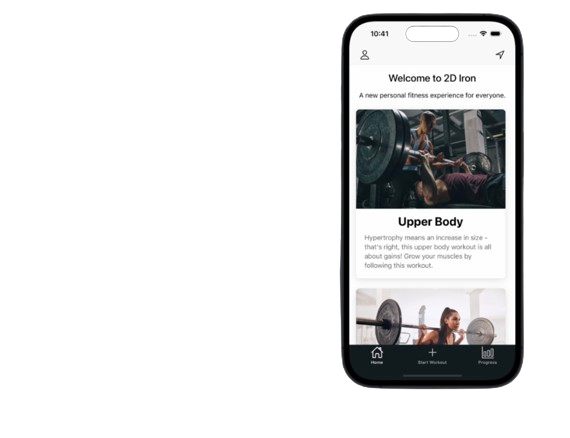 10:41
Welcome to 2D Iron
A new personal fitness experience for everyone.
Upper Body
Hypertrophy means an increase in size -
that's right, this upper body workout is all
about gains! Grow your muscles by
following this workout.
Home
Start Workout
Progress